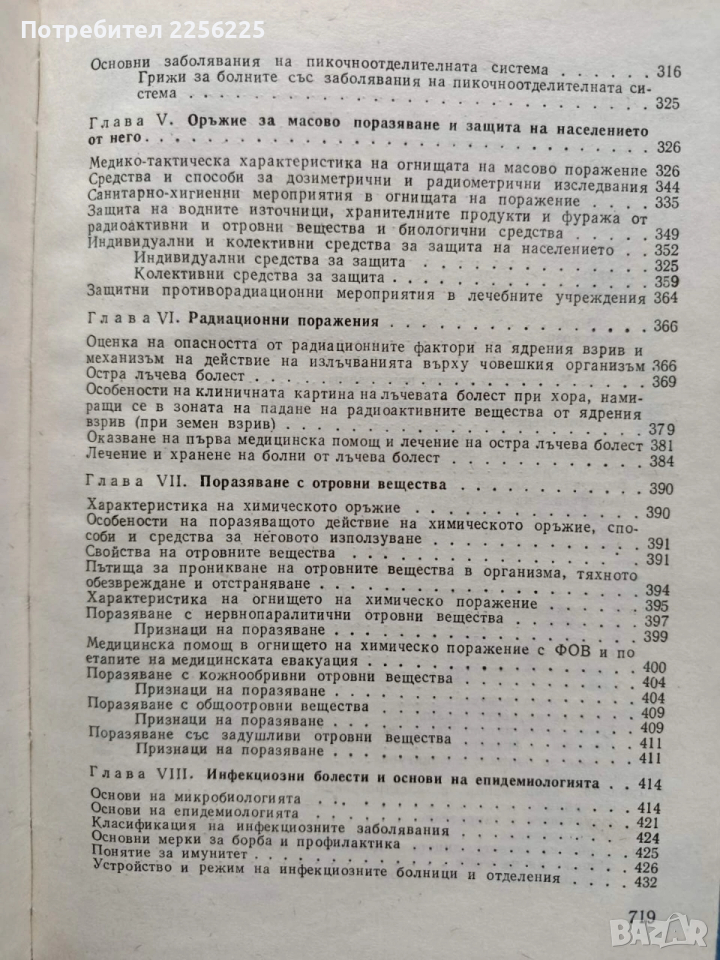 Потребител 2256225
Основни заболявания на пикочноотделителната система . . . . . . 316
Грижи за болните със заболявания на пикочноотделителната си-
стема . . . . . . . . . . . . . . . . . . . . . . 325
Глава V. Оръжие за масово поразяване и защита на населението
от него. . . . . . . . . . . . . . . . . . . . . . . . 326
Медико-тактическа характеристика на огнищата на масово поражение 326
Средства и способи за дозиметрични и радиометрични изследвания 344
Санитарно-хигиенни мероприятия в огнищата на поражение . . . . 335
Защита на водните източници, хранителните продукти и фуража от
радиоактивни и отровни вещества и биологични средства . . . . . 349
Индивидуални и колективни средства за защита на населението . . 352
Индивидуални средства за защита . . . . . . . . . . . 325
Колективни средства за защита . . . . . . . . . . . . 359
Защитни противорадиационни мероприятия в лечебните учреждения 364
Глава VI. Радиационни поражения . . . . . . . . . . . . . . 366
Оценка на опасността от радиационните фактори на ядрения взрив и
механизъм на действие на излъчванията върху човешкия организъм 366
Остра лъчева болест . . . . . . . . . . . . . . . . . . . 369
Особености на клиничната картина на лъчевата болест при хора, нами-
ращи се в зоната на падане на радиоактивните вещества от ядрения
взрив (при земен взрив) . . . . . . . . . . . . . . . . . . 379
Оказване на първа медицинска помощ и лечение на остра лъчева болест 381
Лечение и хранене на болни от лъчева болест . . . . . . . . . . 384
Глава VII. Поразяване с отровни вещества . . . . . . . . . . 390
Характеристика на химическото оръжие . . . . . . . . . . . . 390
Особености на поразяващото действие на химическото оръжие, спо-
соби и средства за неговото използуване . . . . . . . . . . . . 391
Свойства на отровните вещества . . . . . . . . . . . . . . . 391
Пътища за проникване на отровните вещества в организма, тяхното
обезвреждане и отстраняване . . . . . . . . . . . . . . . . 394
Характеристика на огнището на химическо поражение . . . . . . 395
Поразяване с нервнопаралитични отровни вещества . . . . . . . 397
Признаци на поразяване . . . . . . . . . . . . . . . . 399
Медицинска помощ в огнището на химическо поражение с ФОВ и по
етапите на медицинската евакуация . . . . . . . . . . . . . . 400
Поразяване с кожнообривни отровни вещества . . . . . . . . . 404
Признаци на поразяване . . . . . . . . . . . . . . . . 404
Поразяване с общоотровни вещества . . . . . . . . . . . . . 409
Признаци на поразяване . . . . . . . . . . . . . . . . 409
Поразяване със задушливи отровни вещества . . . . . . . . . . 411
Признаци на поразяване . . . . . . . . . . . . . . . . 411
Глава VIII. Инфекциозни болести и основи на епидемиологията . . 414
Основи на микробиологията . . . . . . . . . . . . . . . . . 414
Основи на епидемиологията . . . . . . . . . . . . . . . . . 421
Класификация на инфекциозните заболявания . . . . . . . . . . 424
Основни мерки за борба и профилактика . . . . . . . . . . . . 425
Понятие за имунитет . . . . . . . . . . . . . . . . . . . 426
Устройство и режим на инфекциозните болници и отделения . . . . 432
719
BAZAR